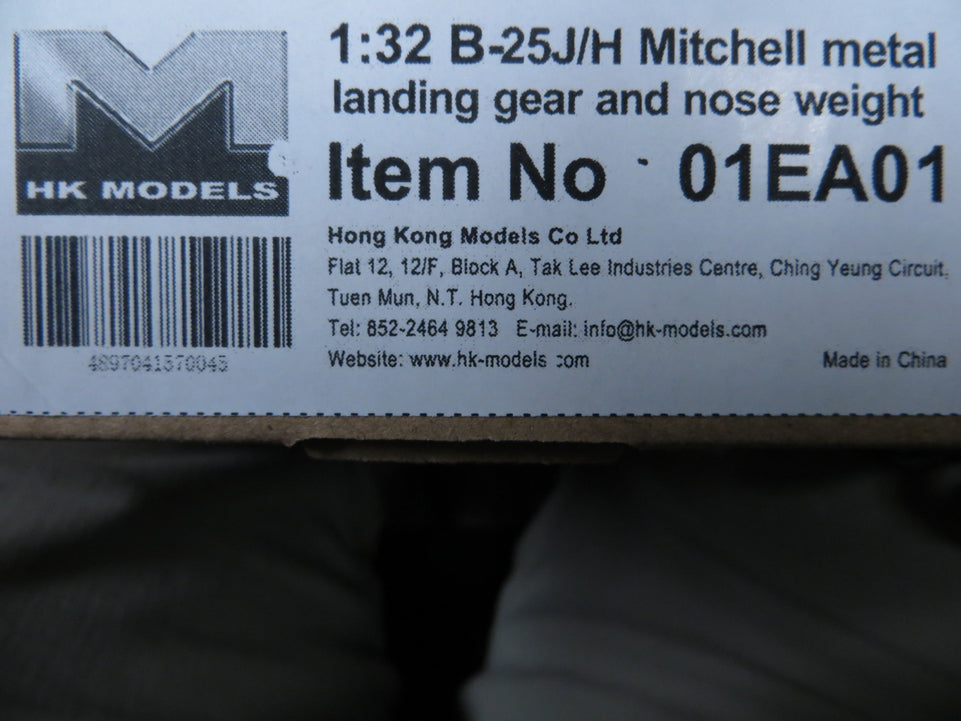 1:32 B-25J/H Mitchell metal
landing gear and nose weight
Item No 01EA01
HK MODELS
Hong Kong Models Co Ltd
Flat 12, 12/F, Block A, Tak Lee Industries Centre, Ching Yeung Circuit,
Tuen Mun, N.T. Hong Kong.
Tel: 852-2464 9813 E-mail: info@hk-models.com
Website: www.hk-models.com
Made in China
4897041570045